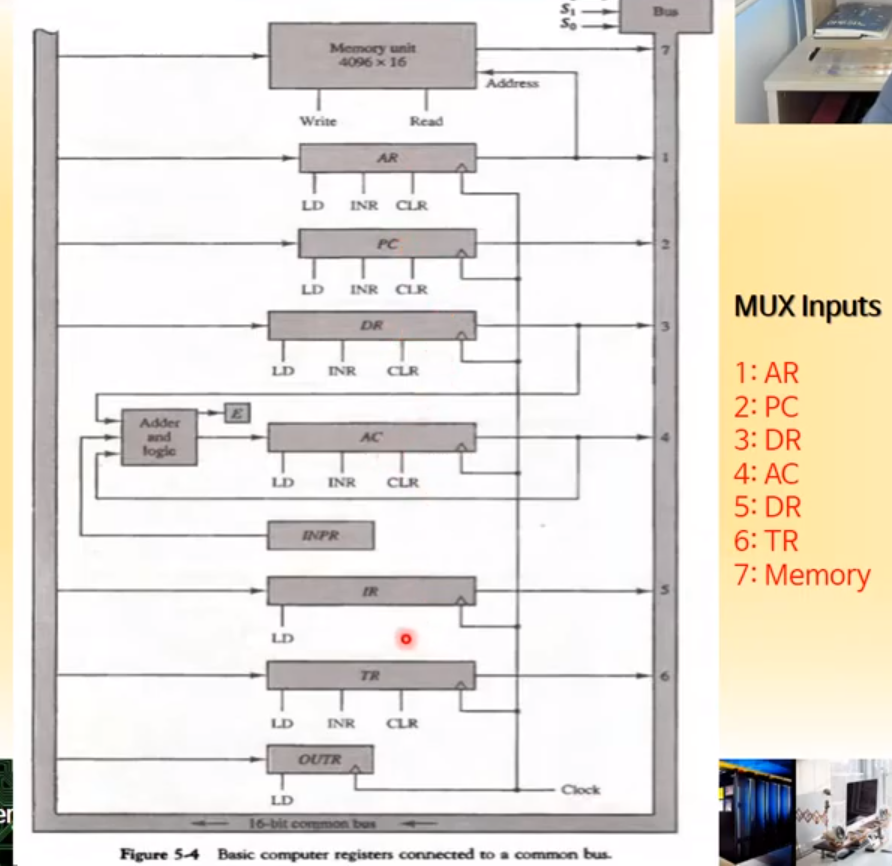 S₁
S₀
Bus
Memory unit
4096 × 16
7
Address
Write
Read
AR
1
LD INR CLR
PC
2
LD INR CLR
DR
3
LD INR CLR
Adder
and
logic
E
AC
4
LD INR CLR
INPR
IR
5
LD
TR
6
LD INR CLR
OUTR
LD
Clock
16-bit common bus
Figure 5-4 Basic computer registers connected to a common bus.
MUX Inputs
1: AR
2: PC
3: DR
4: AC
5: DR
6: TR
7: Memory
er